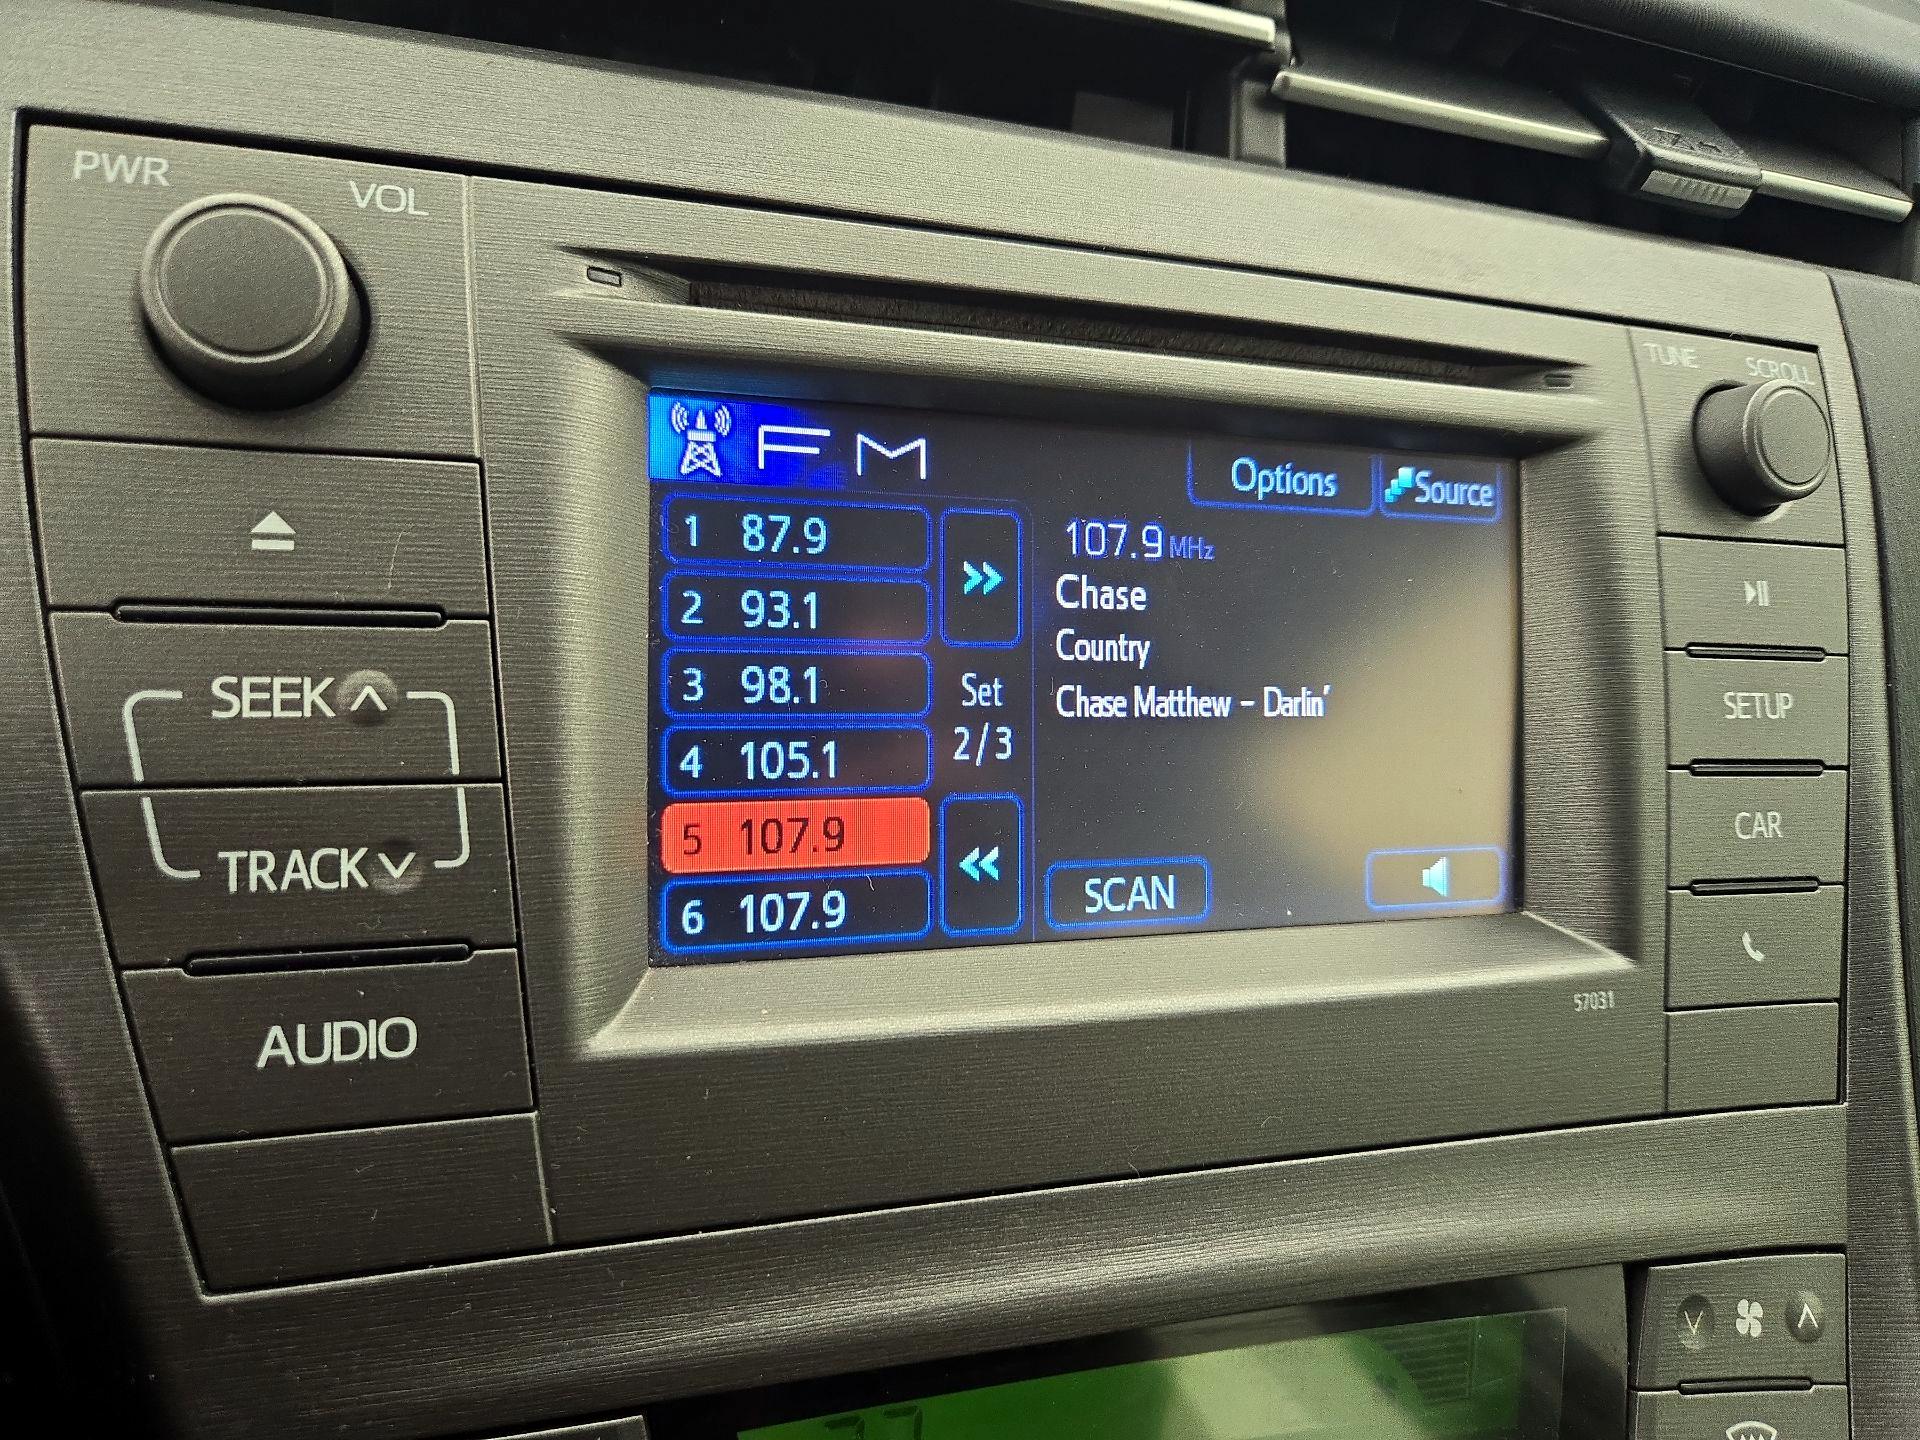 PWR
VOL
TUNE
SCROLL
FM
Options
Source
1 87.9
2 93.1
3 98.1
4 105.1
5 107.9
6 107.9
Set
2/3
107.9 MHz
Chase
Country
Chase Matthew – Darlin’
SCAN
SEEK
TRACK
AUDIO
SETUP
CAR
57031